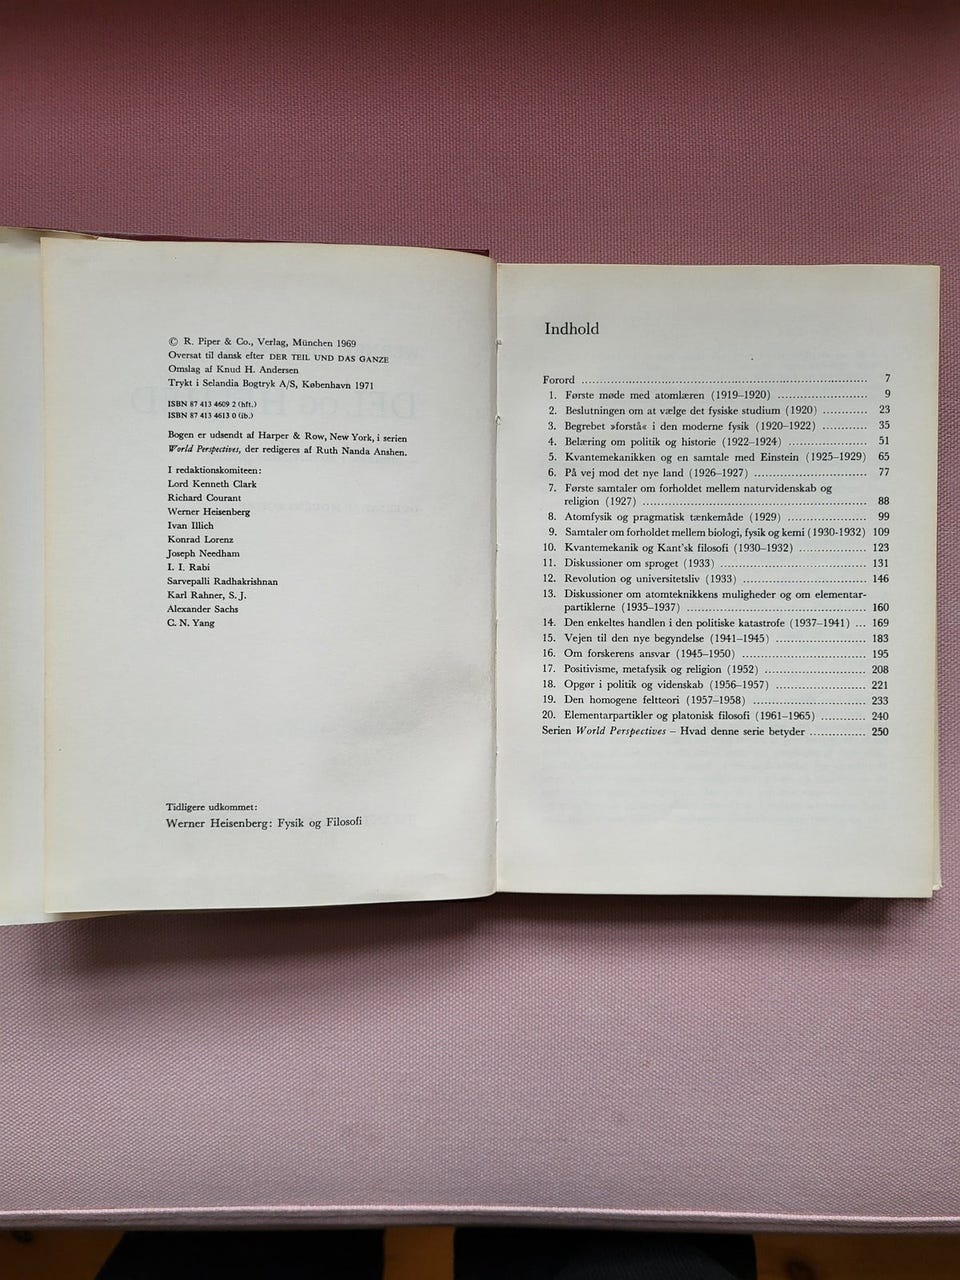 © R. Piper & Co., Verlag, München 1969
Oversat til dansk efter DER TEIL UND DAS GANZE
Omslag af Knud H. Andersen
Trykt i Selandia Bogtryk A/S, København 1971
ISBN 87 413 4609 2 (hft.)
ISBN 87 413 4613 0 (ib.)
Bogen er udsendt af Harper & Row, New York, i serien
World Perspectives, der redigeres af Ruth Nanda Anshen.
I redaktionskomiteen:
Lord Kenneth Clark
Richard Courant
Werner Heisenberg
Ivan Illich
Konrad Lorenz
Joseph Needham
I. I. Rabi
Sarvepalli Radhakrishnan
Karl Rahner, S. J.
Alexander Sachs
C. N. Yang
Tidligere udkommet:
Werner Heisenberg: Fysik og Filosofi
Indhold
Forord ........ 7
1. Første møde med atomlæren (1919–1920) ........ 9
2. Beslutningen om at vælge det fysiske studium (1920) ........ 23
3. Begrebet »forstå« i den moderne fysik (1920–1922) ........ 35
4. Belæring om politik og historie (1922–1924) ........ 51
5. Kvantemekanikken og en samtale med Einstein (1925–1929) 65
6. På vej mod det nye land (1926–1927) ........ 77
7. Første samtaler om forholdet mellem naturvidenskab og
religion (1927) ........ 88
8. Atomfysik og pragmatisk tænkemåde (1929) ........ 99
9. Samtaler om forholdet mellem biologi, fysik og kemi (1930-1932) 109
10. Kvantemekanik og Kant'sk filosofi (1930–1932) ........ 123
11. Diskussioner om sproget (1933) ........ 131
12. Revolution og universitetsliv (1933) ........ 146
13. Diskussioner om atomteknikkens muligheder og om elementar-
partiklerne (1935–1937) ........ 160
14. Den enkeltes handlen i den politiske katastrofe (1937–1941) ... 169
15. Vejen til den nye begyndelse (1941–1945) ........ 183
16. Om forskerens ansvar (1945–1950) ........ 195
17. Positivisme, metafysik og religion (1952) ........ 208
18. Opgør i politik og videnskab (1956–1957) ........ 221
19. Den homogene feltteori (1957–1958) ........ 233
20. Elementarpartikler og platonisk filosofi (1961–1965) ........ 240
Serien World Perspectives – Hvad denne serie betyder ........ 250